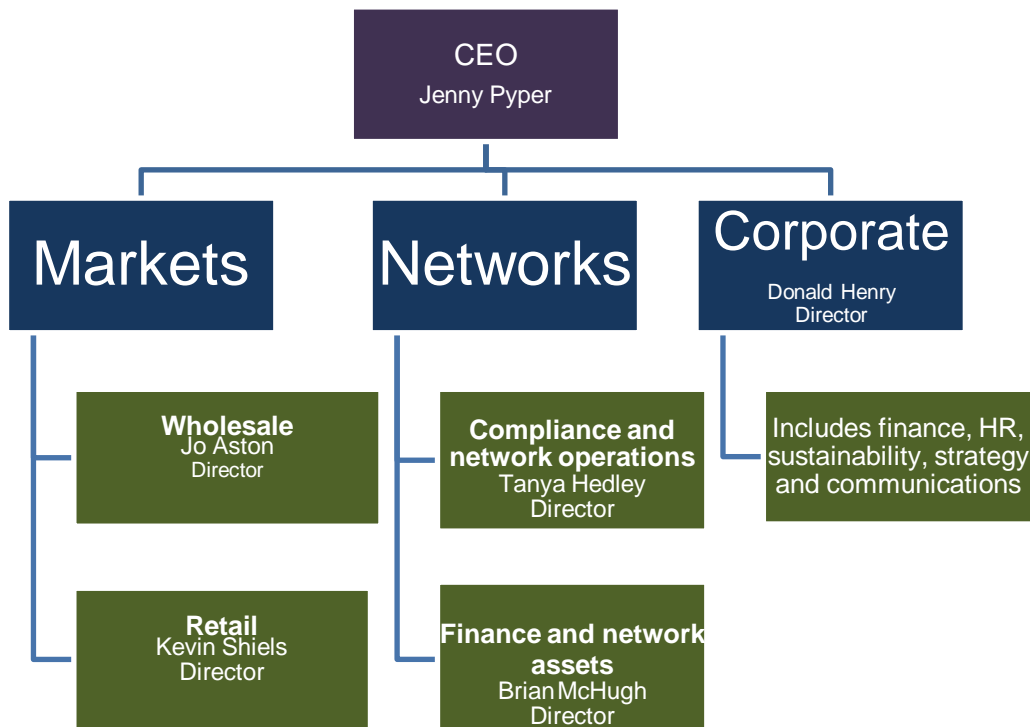 CEO
Jenny Pyper
Markets
Networks
Corporate
Donald Henry
Director
Wholesale
Jo Aston
Director
Retail
Kevin Shiels
Director
Compliance and
network operations
Tanya Hedley
Director
Finance and network
assets
Brian McHugh
Director
Includes finance, HR,
sustainability, strategy
and communications